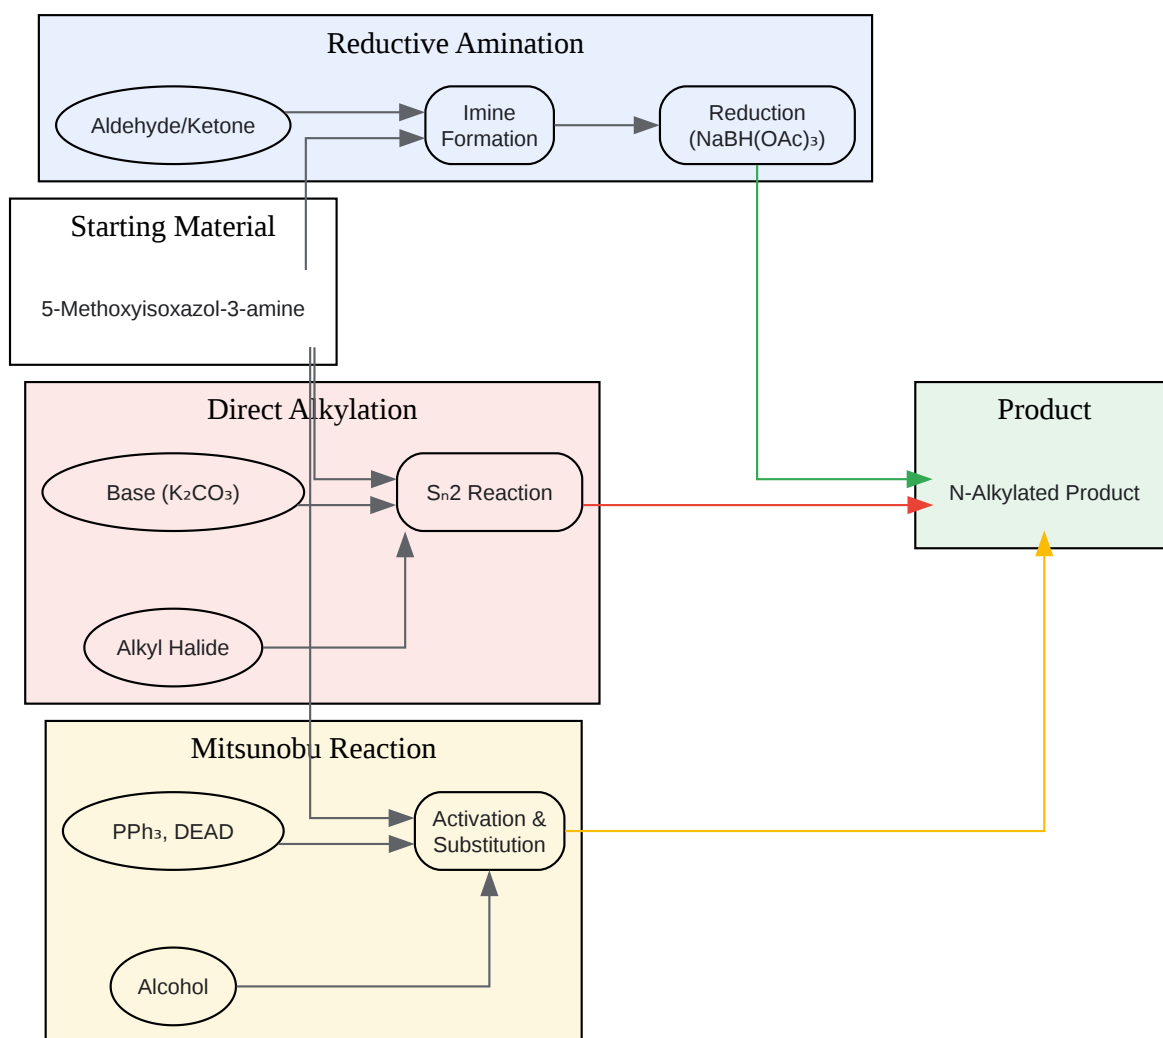 Reductive Amination
Aldehyde/Ketone
Imine
Formation
Reduction
(NaBH(OAc)₃)
Starting Material
5-Methoxyisoxazol-3-amine
Direct Alkylation
Base (K₂CO₃)
Sₙ2 Reaction
Alkyl Halide
Product
N-Alkylated Product
Mitsunobu Reaction
PPh₃, DEAD
Activation &
Substitution
Alcohol